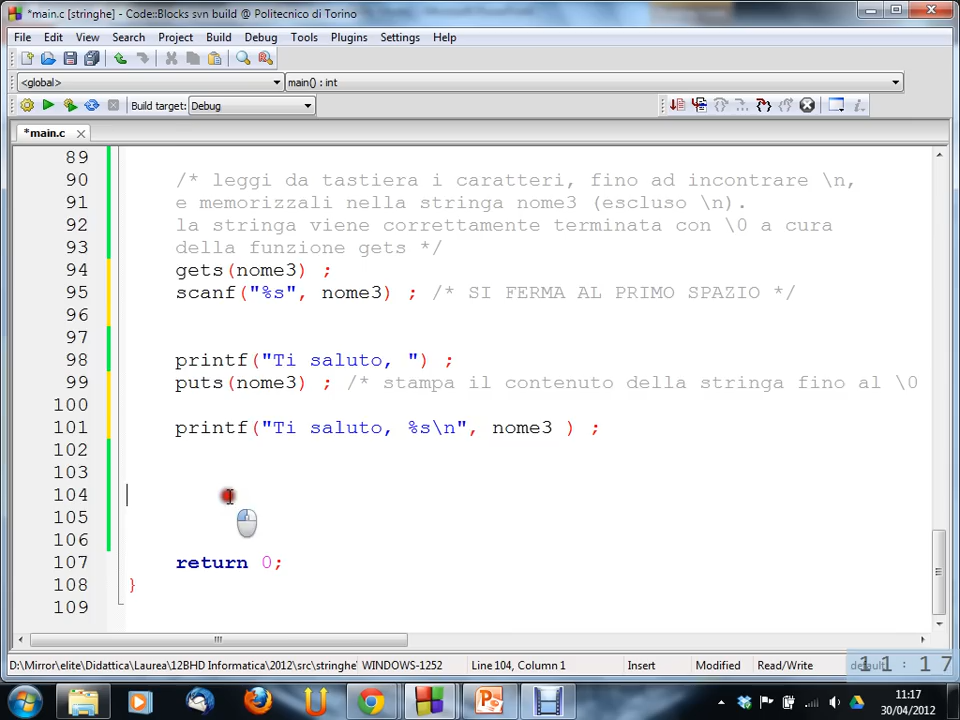 *main.c [stringhe] - Code::Blocks svn build @ Politecnico di Torino
File Edit View Search Project Build Debug Tools Plugins Settings Help
<global> main() : int
Build target: Debug
*main.c
89
90 /* leggi da tastiera i caratteri, fino ad incontrare \n,
91 e memorizzali nella stringa nome3 (escluso \n).
92 la stringa viene correttamente terminata con \0 a cura
93 della funzione gets */
94 gets(nome3) ;
95 scanf("%s", nome3) ; /* SI FERMA AL PRIMO SPAZIO */
96
97
98 printf("Ti saluto, ") ;
99 puts(nome3) ; /* stampa il contenuto della stringa fino al \0
100
101 printf("Ti saluto, %s\n", nome3 ) ;
102
103
104
105
106
107 return 0;
108 }
109
D:\Mirror\elite\Didattica\Laurea\12BHD Informatica\2012\src\stringhe' WINDOWS-1252 Line 104, Column 1 Insert Modified Read/Write default
11:17
11:17
30/04/2012